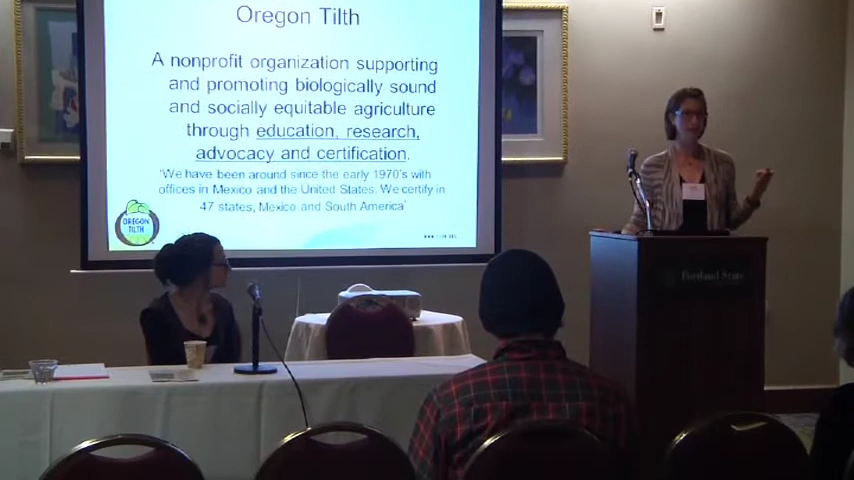 Oregon Tilth
A nonprofit organization supporting
and promoting biologically sound
and socially equitable agriculture
through education, research,
advocacy and certification.
'We have been around since the early 1970's with
offices in Mexico and the United States. We certify in
47 states, Mexico and South America'
OREGON
TILTH
Portland State